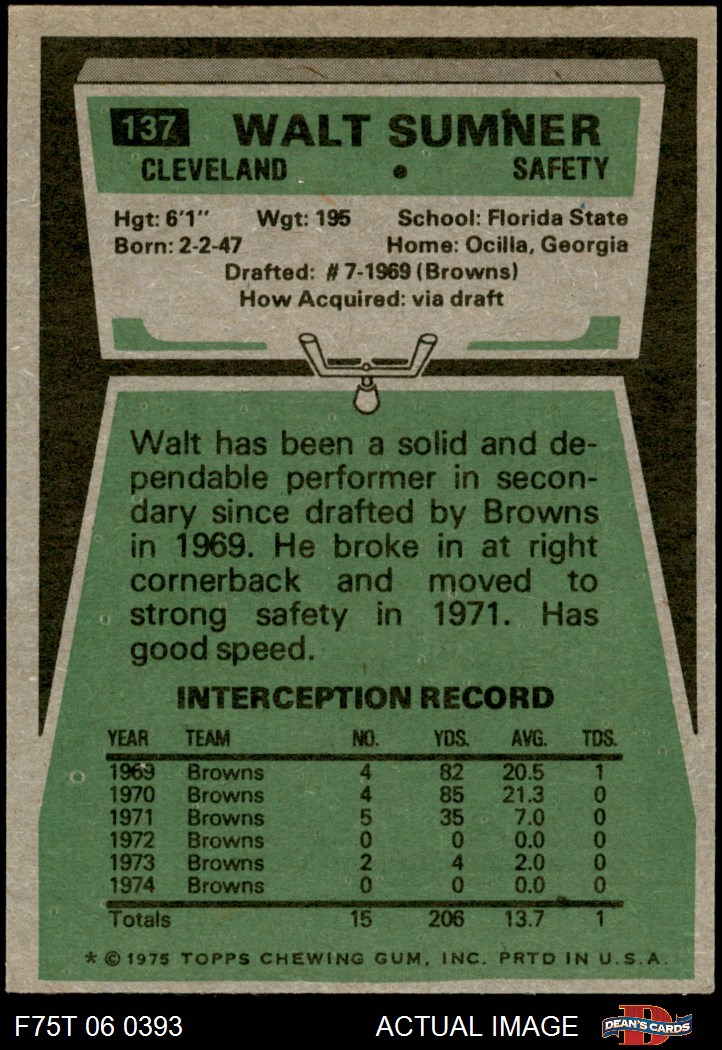 137 WALT SUMNER
CLEVELAND • SAFETY
Hgt: 6'1" Wgt: 195 School: Florida State
Born: 2-2-47 Home: Ocilla, Georgia
Drafted: #7-1969 (Browns)
How Acquired: via draft
Walt has been a solid and de-
pendable performer in secon-
dary since drafted by Browns
in 1969. He broke in at right
cornerback and moved to
strong safety in 1971. Has
good speed.
INTERCEPTION RECORD
YEAR TEAM NO. YDS. AVG. TDS.
1969 Browns 4 82 20.5 1
1970 Browns 4 85 21.3 0
1971 Browns 5 35 7.0 0
1972 Browns 0 0 0.0 0
1973 Browns 2 4 2.0 0
1974 Browns 0 0 0.0 0
Totals 15 206 13.7 1
* © 1975 TOPPS CHEWING GUM, INC. PRTD IN U.S.A.
F75T 06 0393 ACTUAL IMAGE D DEAN'S CARDS